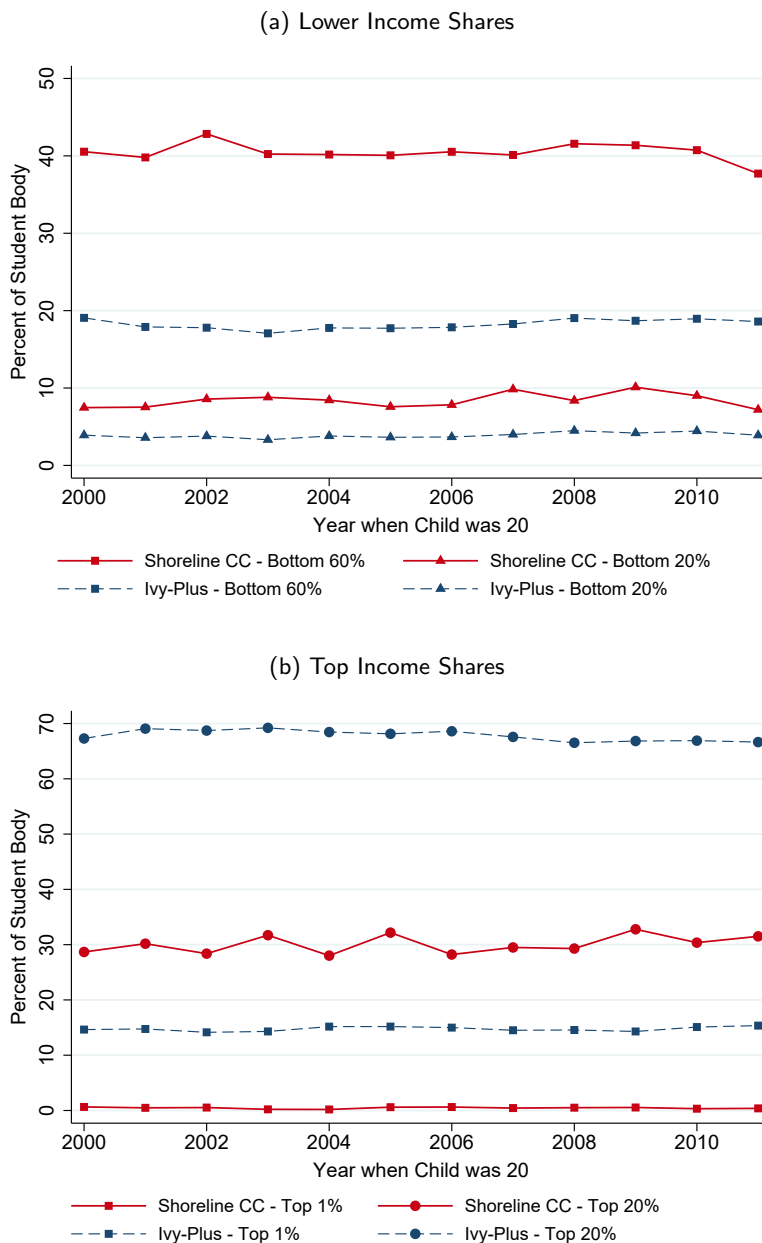 (a) Lower Income Shares
50
40
30
20
10
0
Percent of Student Body
2000 2002 2004 2006 2008 2010
Year when Child was 20
Shoreline CC - Bottom 60% Shoreline CC - Bottom 20%
Ivy-Plus - Bottom 60% Ivy-Plus - Bottom 20%
(b) Top Income Shares
70
60
50
40
30
20
10
0
Percent of Student Body
2000 2002 2004 2006 2008 2010
Year when Child was 20
Shoreline CC - Top 1% Shoreline CC - Top 20%
Ivy-Plus - Top 1% Ivy-Plus - Top 20%